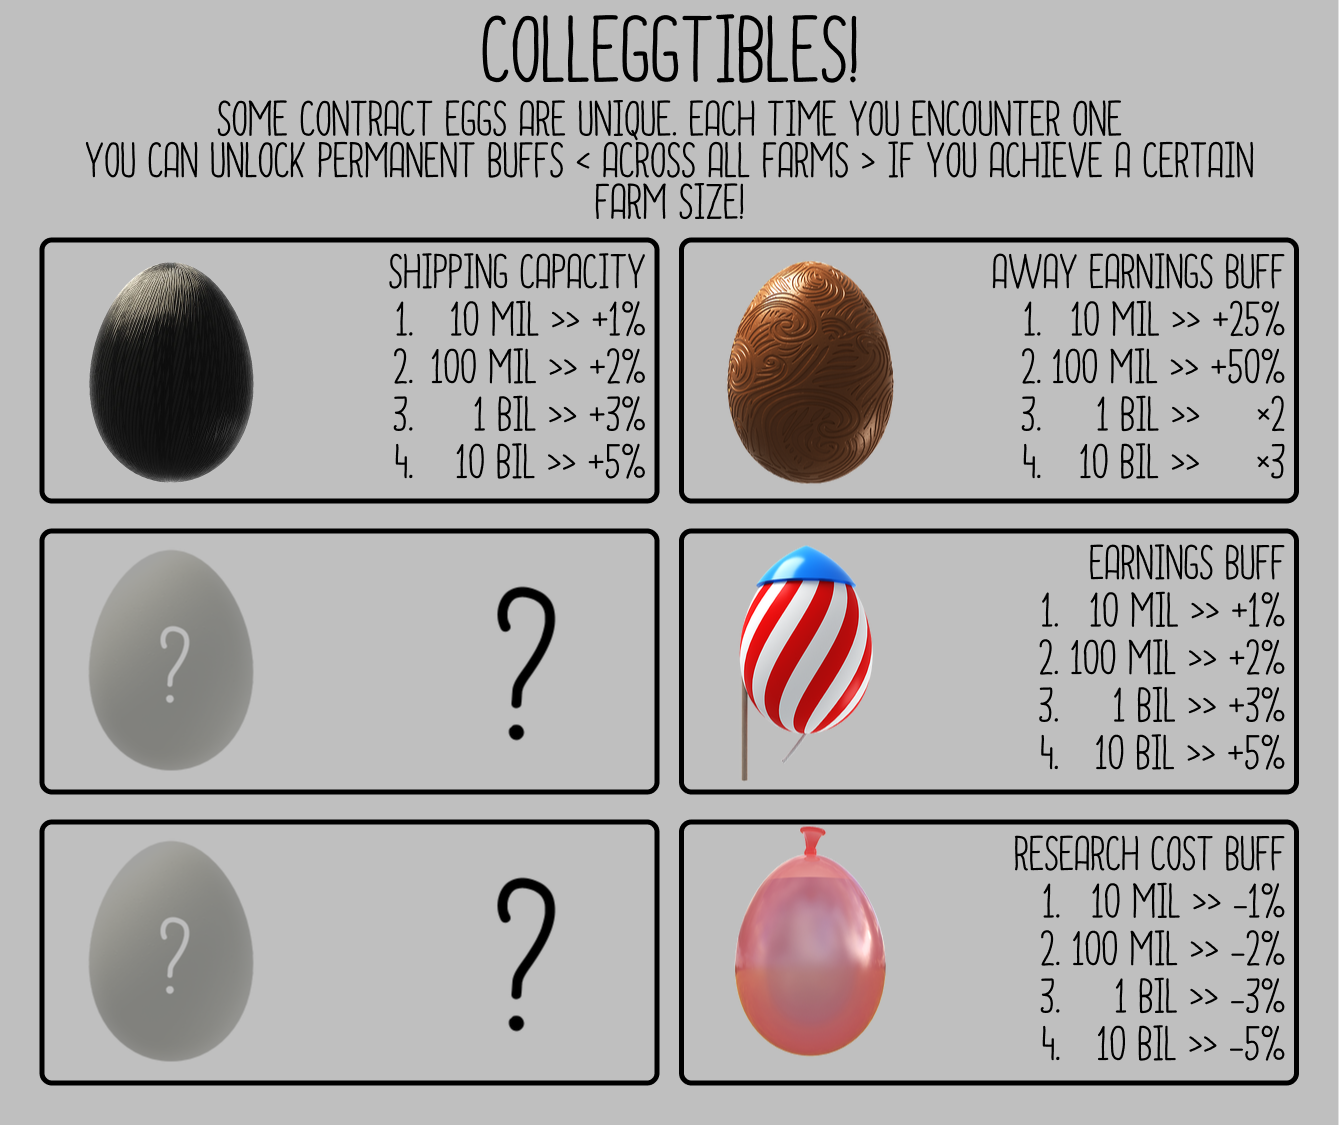 COLLEGGTIBLES!
SOME CONTRACT EGGS ARE UNIQUE. EACH TIME YOU ENCOUNTER ONE
YOU CAN UNLOCK PERMANENT BUFFS < ACROSS ALL FARMS > IF YOU ACHIEVE A CERTAIN
FARM SIZE!
SHIPPING CAPACITY
1. 10 MIL >> +1%
2. 100 MIL >> +2%
3. 1 BIL >> +3%
4. 10 BIL >> +5%
AWAY EARNINGS BUFF
1. 10 MIL >> +25%
2. 100 MIL >> +50%
3. 1 BIL >> ×2
4. 10 BIL >> ×3
?
?
EARNINGS BUFF
1. 10 MIL >> +1%
2. 100 MIL >> +2%
3. 1 BIL >> +3%
4. 10 BIL >> +5%
?
?
RESEARCH COST BUFF
1. 10 MIL >> -1%
2. 100 MIL >> -2%
3. 1 BIL >> -3%
4. 10 BIL >> -5%